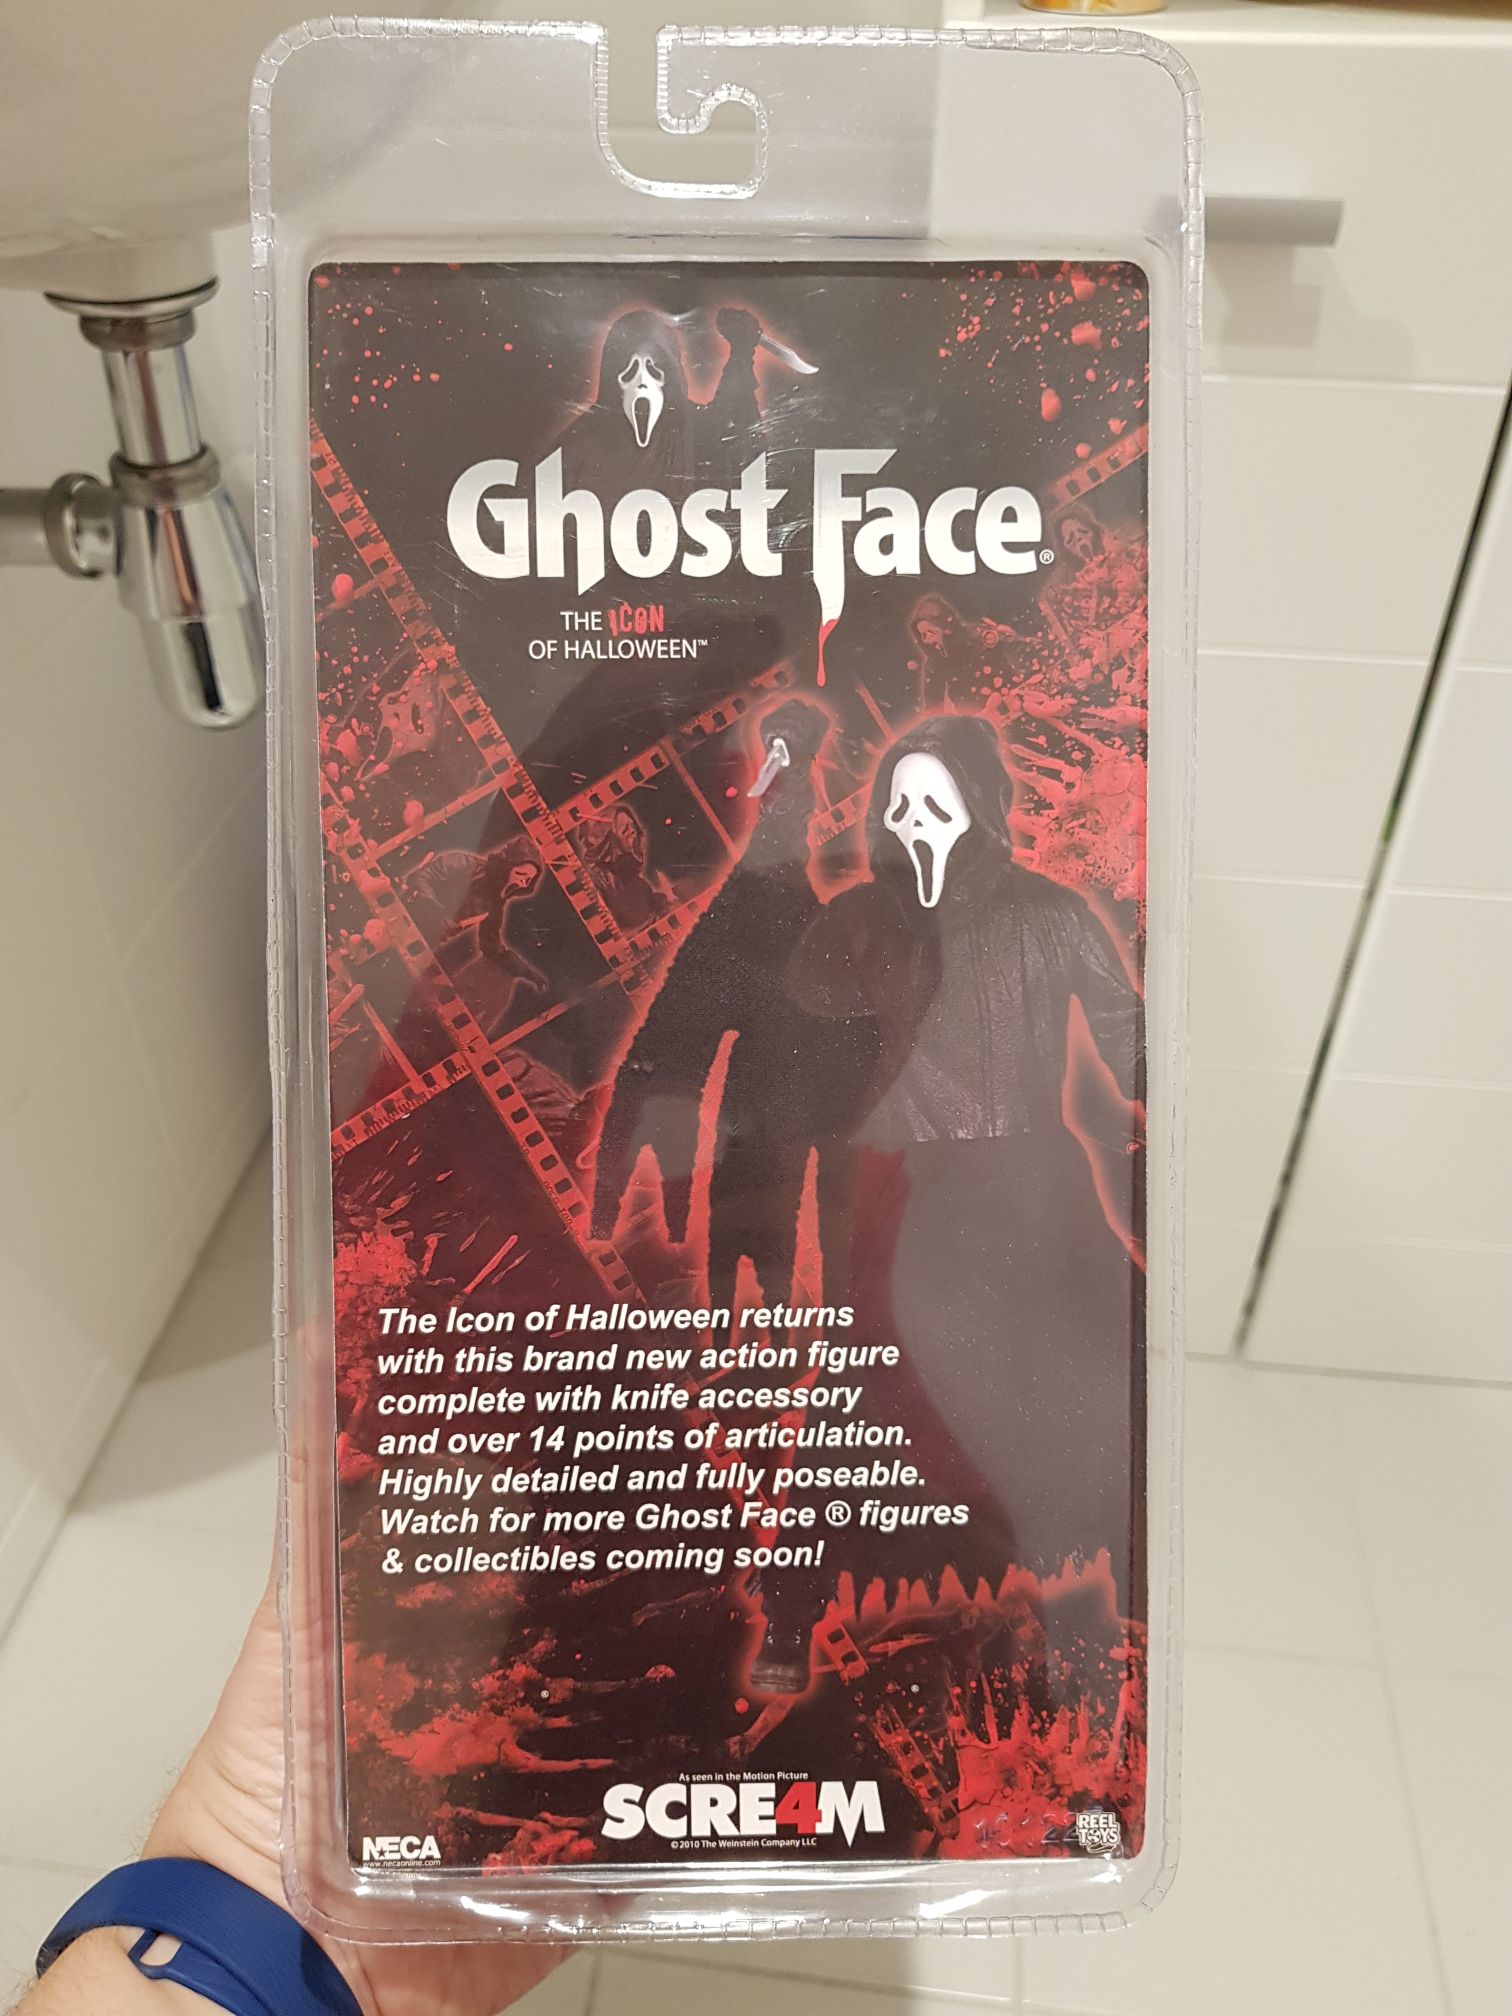 Ghost Face®
THE ICON
OF HALLOWEEN™
The Icon of Halloween returns
with this brand new action figure
complete with knife accessory
and over 14 points of articulation.
Highly detailed and fully poseable.
Watch for more Ghost Face ® figures
& collectibles coming soon!
As seen in the Motion Picture
SCRE4M
©2010 The Weinstein Company LLC
NECA
www.necaonline.com
REEL
TOYS